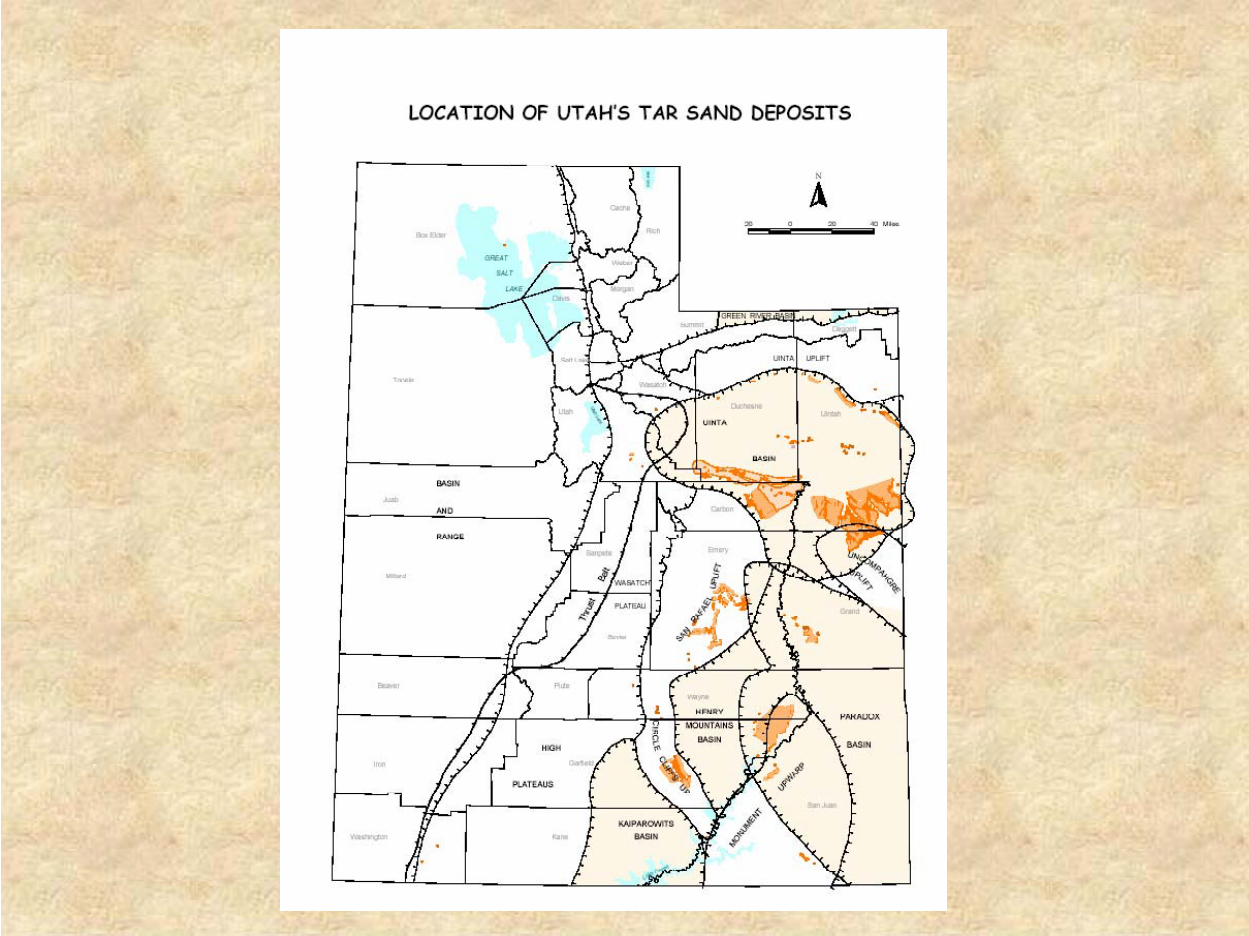 LOCATION OF UTAH'S TAR SAND DEPOSITS
N
20 0 20 40 Miles
Cache
Rich
Box Elder
GREAT
SALT
LAKE
Weber
Morgan
Davis
Summit
GREEN RIVER BASIN
Daggett
Salt Lake
UINTA UPLIFT
Tooele
Wasatch
Utah
Duchesne
Uintah
UINTA
BASIN
BASIN
AND
RANGE
Juab
Carbon
Sanpete
Emery
UNCOMPAHGRE
UPLIFT
Millard
Thrust Belt
WASATCH
PLATEAU
SAN RAFAEL UPLIFT
Grand
Sevier
Beaver
Piute
Wayne
HENRY
MOUNTAINS
BASIN
PARADOX
BASIN
CIRCLE CLIFFS UP
HIGH
PLATEAUS
Garfield
Iron
UPWARP
MONUMENT
San Juan
KAIPAROWITS
BASIN
Washington
Kane